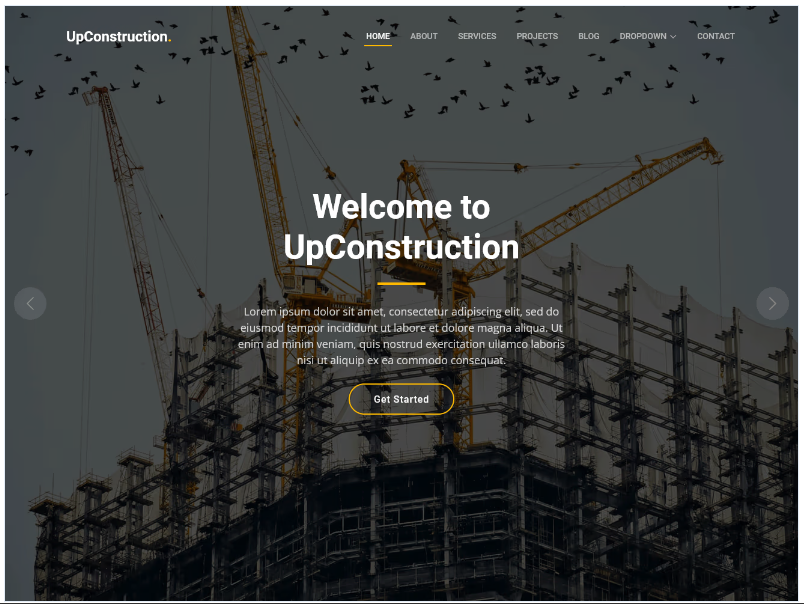 UpConstruction.
HOME ABOUT SERVICES PROJECTS BLOG DROPDOWN CONTACT
Welcome to
UpConstruction
Lorem ipsum dolor sit amet, consectetur adipiscing elit, sed do
eiusmod tempor incididunt ut labore et dolore magna aliqua. Ut
enim ad minim veniam, quis nostrud exercitation ullamco laboris
nisi ut aliquip ex ea commodo consequat.
Get Started